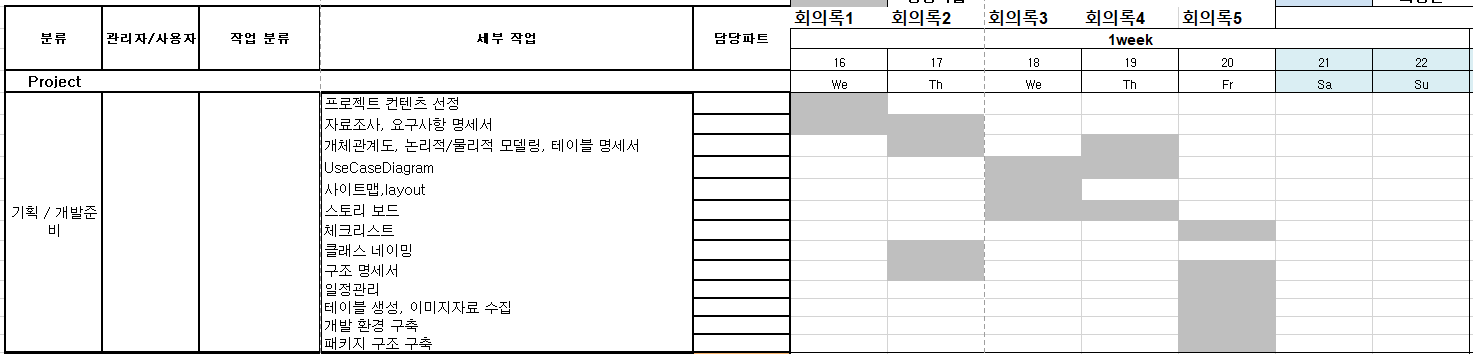 회의록1 회의록2 회의록3 회의록4 회의록5
분류 관리자/사용자 작업 분류 세부 작업 담당파트
1week
16 17 18 19 20 21 22
Project We Th We Th Fr Sa Su
프로젝트 컨텐츠 선정
자료조사, 요구사항 명세서
개체관계도, 논리적/물리적 모델링, 테이블 명세서
UseCaseDiagram
사이트맵,layout
스토리 보드
기획 / 개발준
비
체크리스트
클래스 네이밍
구조 명세서
일정관리
테이블 생성, 이미지자료 수집
개발 환경 구축
패키지 구조 구축